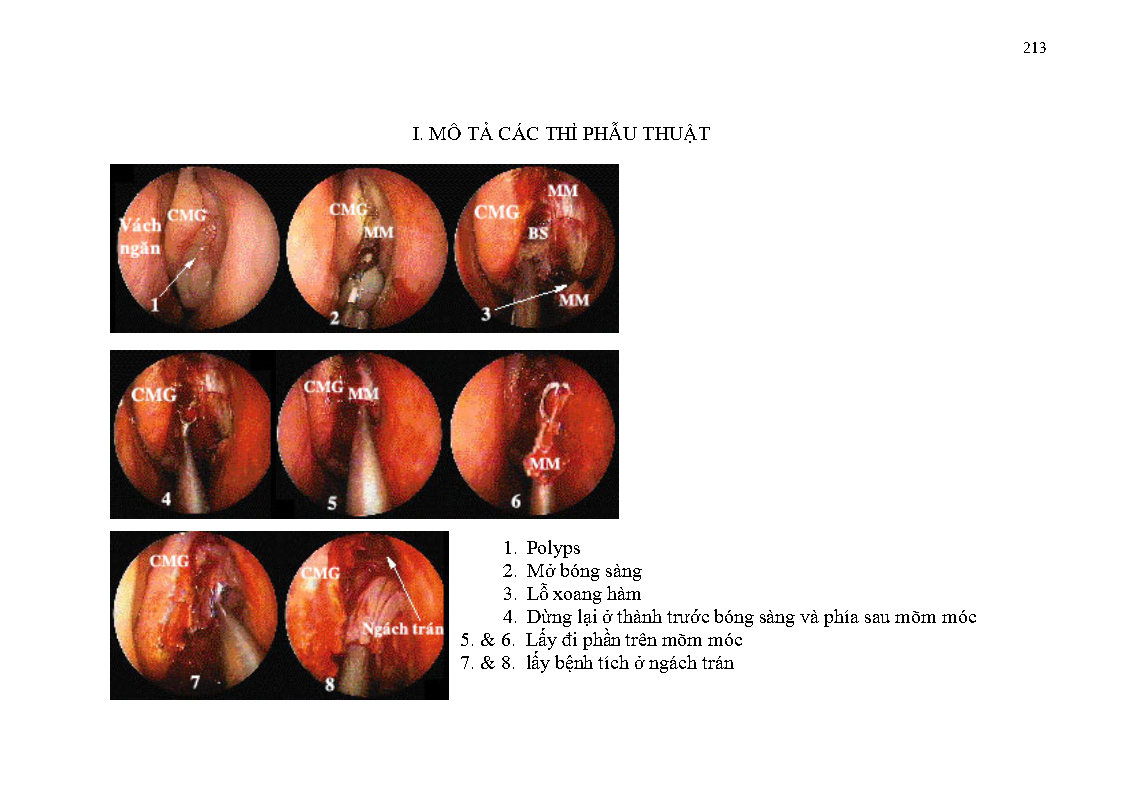 213
I. MÔ TẢ CÁC THÌ PHẪU THUẬT
Vách ngăn
CMG
1
CMG
MM
2
MM
CMG
BS
MM
3
CMG
4
CMG
MM
5
MM
6
CMG
7
CMG
Ngách trán
8
1. Polyps
2. Mở bóng sàng
3. Lỗ xoang hàm
4. Dừng lại ở thành trước bóng sàng và phía sau mõm móc
5. & 6. Lấy đi phần trên mõm móc
7. & 8. lấy bệnh tích ở ngách trán